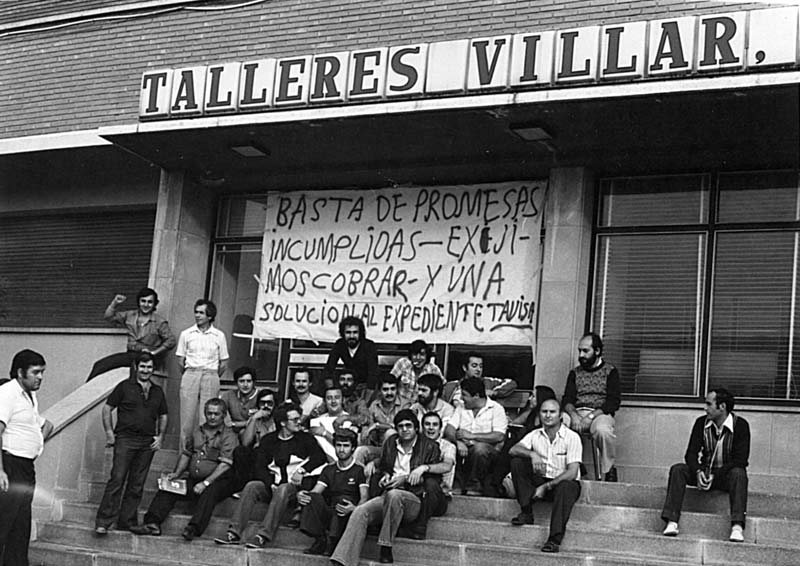 TALLERES VILLAR,
BASTA DE PROMESAS
INCUMPLIDAS-EXIJI-
MOS COBRAR-Y UNA
SOLUCION AL EXPEDIENTE TAVISA